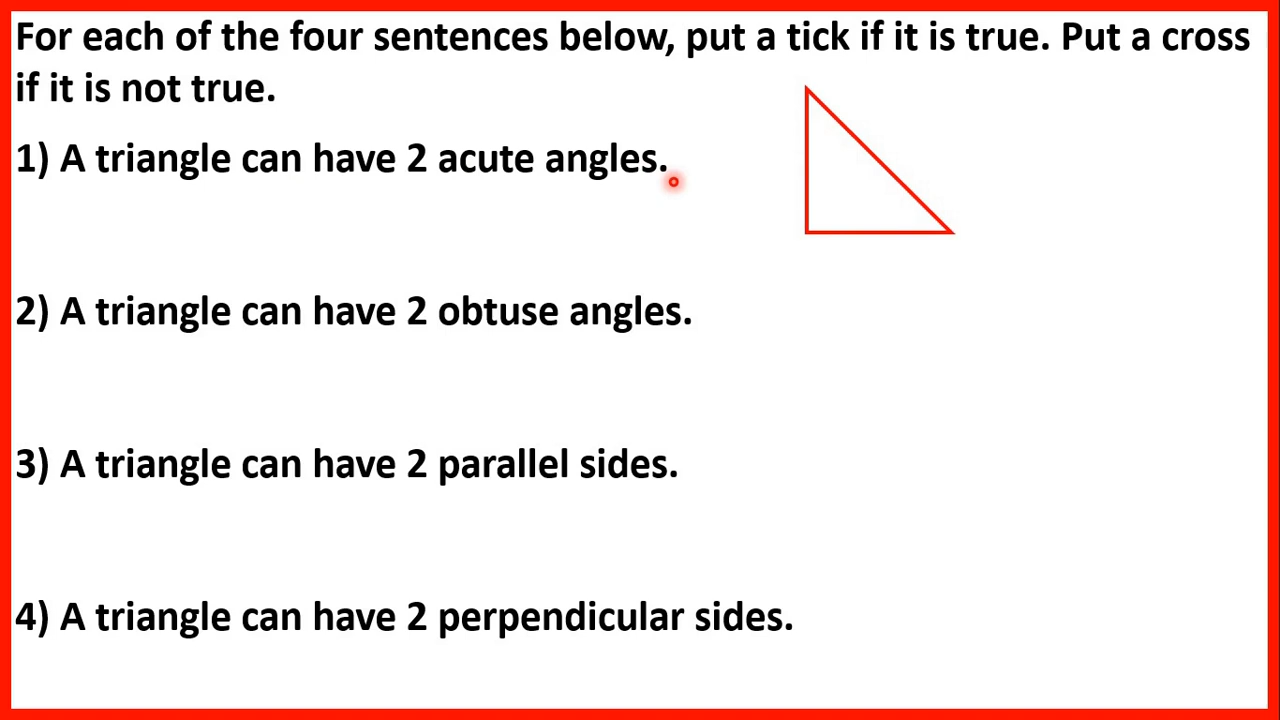 For each of the four sentences below, put a tick if it is true. Put a cross
if it is not true.
1) A triangle can have 2 acute angles.
2) A triangle can have 2 obtuse angles.
3) A triangle can have 2 parallel sides.
4) A triangle can have 2 perpendicular sides.